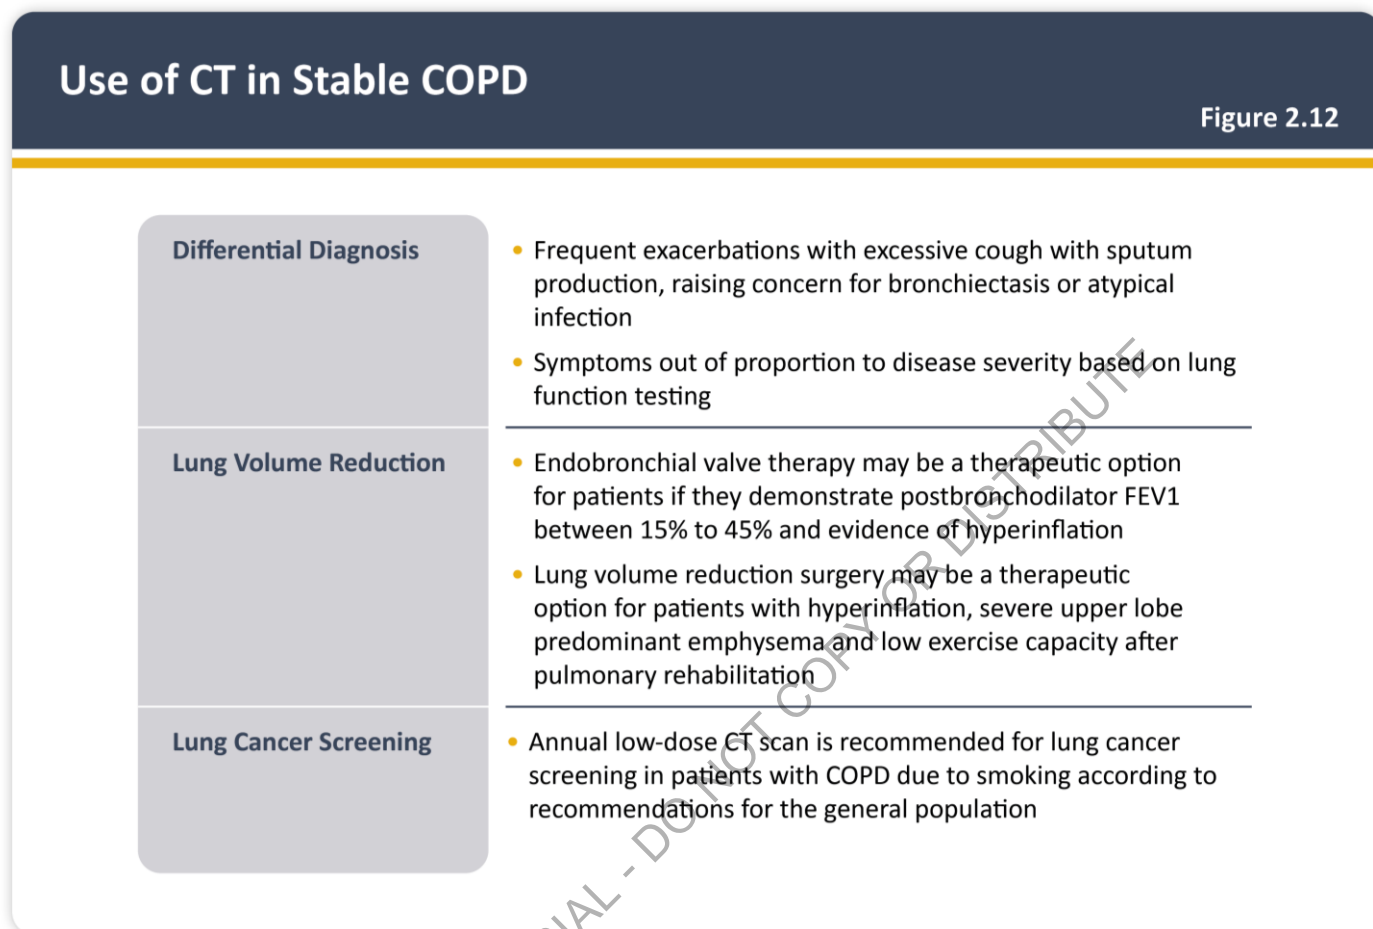 Use of CT in Stable COPD
Figure 2.12
Differential Diagnosis
• Frequent exacerbations with excessive cough with sputum
production, raising concern for bronchiectasis or atypical
infection
• Symptoms out of proportion to disease severity based on lung
function testing
Lung Volume Reduction
• Endobronchial valve therapy may be a therapeutic option
for patients if they demonstrate postbronchodilator FEV1
between 15% to 45% and evidence of hyperinflation
• Lung volume reduction surgery may be a therapeutic
option for patients with hyperinflation, severe upper lobe
predominant emphysema and low exercise capacity after
pulmonary rehabilitation
Lung Cancer Screening
• Annual low-dose CT scan is recommended for lung cancer
screening in patients with COPD due to smoking according to
recommendations for the general population
- DO NOT COPY OR DISTRIBUTE